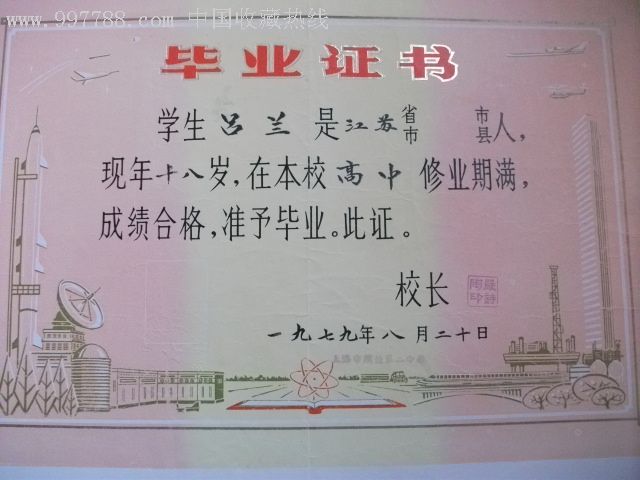 www.997788.com 中国收藏热线
毕业证书
学生吕兰是江苏省市 市县人，
现年十八岁，在本校高中修业期满，
成绩合格，准予毕业。此证。
校长
一九七九年八月二十日